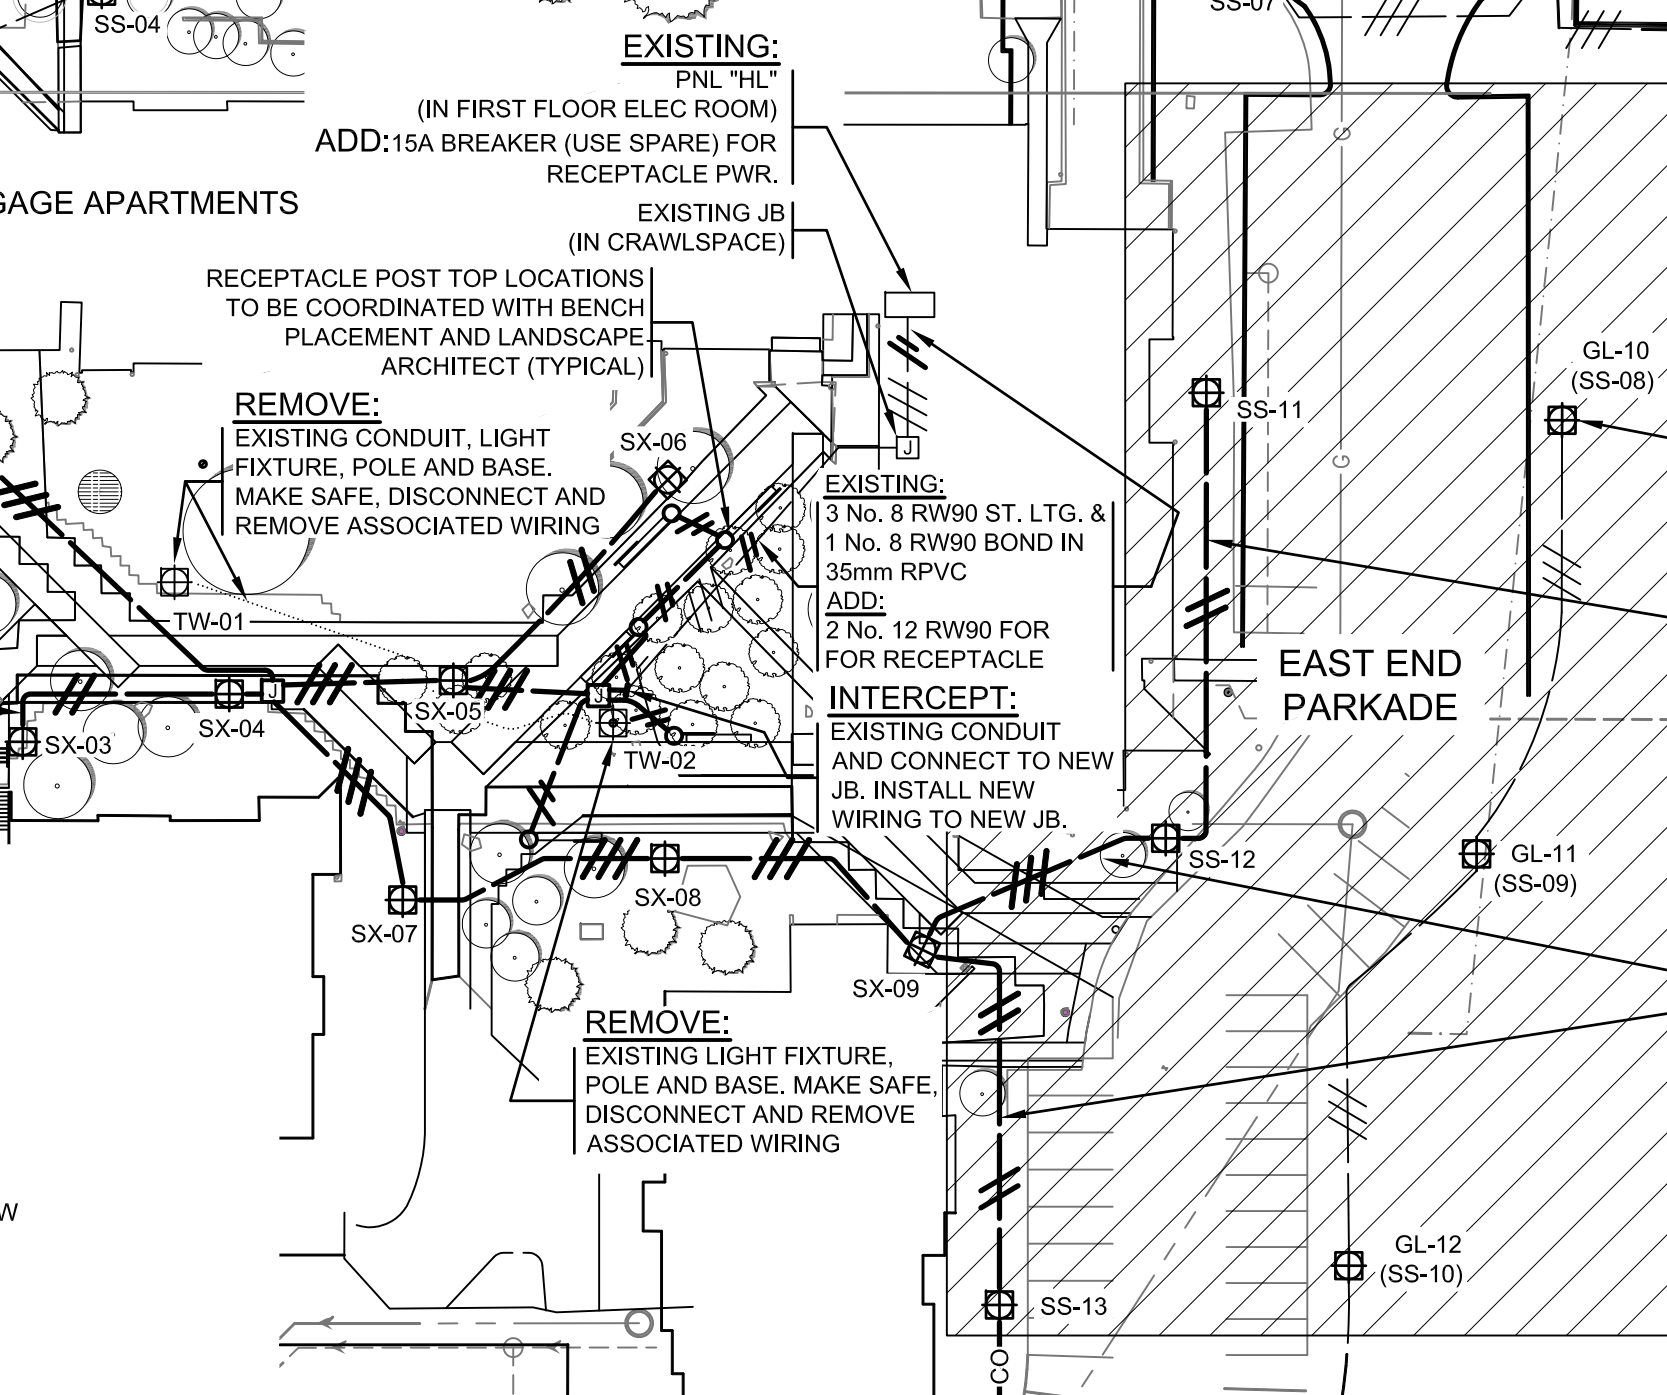 SS-04
SS-07
EXISTING:
PNL "HL"
(IN FIRST FLOOR ELEC ROOM)
ADD:15A BREAKER (USE SPARE) FOR
RECEPTACLE PWR.
GAGE APARTMENTS
EXISTING JB
(IN CRAWLSPACE)
RECEPTACLE POST TOP LOCATIONS
TO BE COORDINATED WITH BENCH
PLACEMENT AND LANDSCAPE
ARCHITECT (TYPICAL)
G
G
GL-10
(SS-08)
REMOVE:
EXISTING CONDUIT, LIGHT
FIXTURE, POLE AND BASE.
MAKE SAFE, DISCONNECT AND
REMOVE ASSOCIATED WIRING
SX-06
J
SS-11
EXISTING:
3 No. 8 RW90 ST. LTG. &
1 No. 8 RW90 BOND IN
35mm RPVC
ADD:
2 No. 12 RW90 FOR
FOR RECEPTACLE
TW-01
EAST END
PARKADE
INTERCEPT:
EXISTING CONDUIT
AND CONNECT TO NEW
JB. INSTALL NEW
WIRING TO NEW JB.
J
J
SX-03
SX-04
SX-05
TW-02
SS-12
GL-11
(SS-09)
SX-07
SX-08
SX-09
REMOVE:
EXISTING LIGHT FIXTURE,
POLE AND BASE. MAKE SAFE,
DISCONNECT AND REMOVE
ASSOCIATED WIRING
W
GL-12
(SS-10)
SS-13
CO